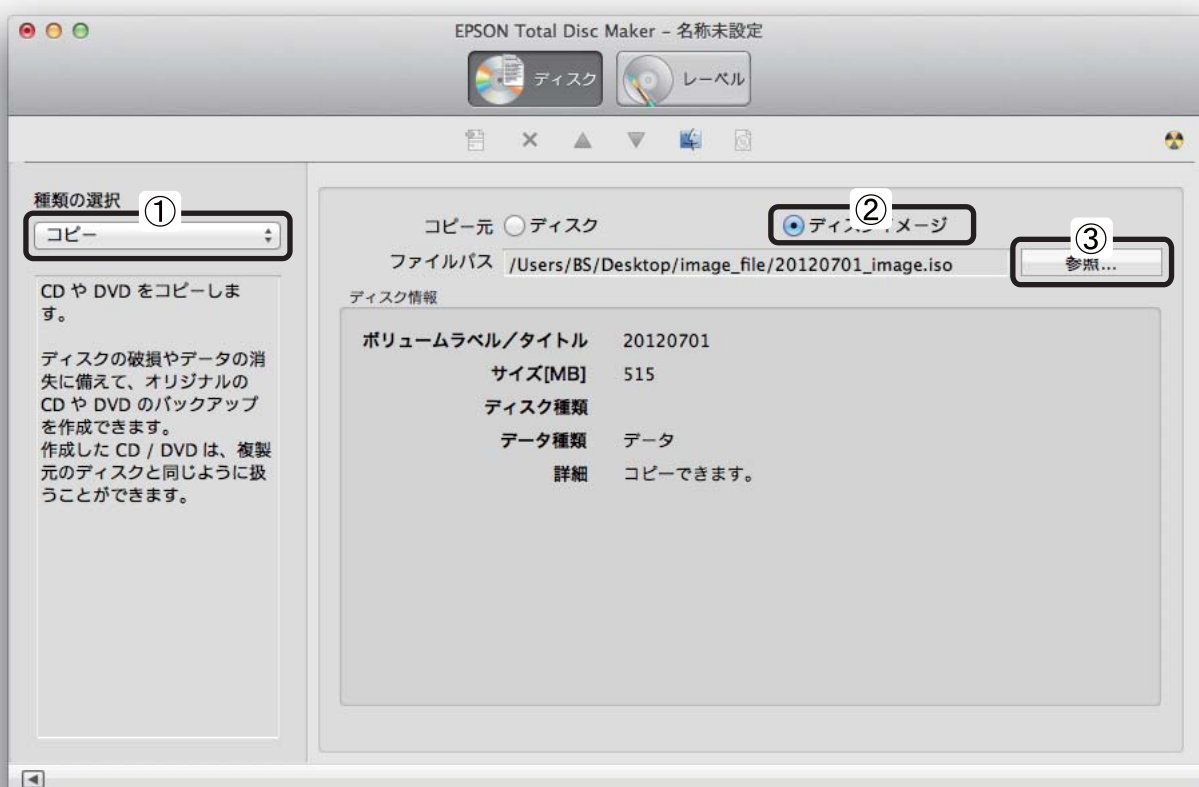 EPSON Total Disc Maker – 名称未設定
ディスク
レーベル
種類の選択
①
コピー
CD や DVD をコピーしま
す。
ディスクの破損やデータの消
失に備えて、オリジナルの
CD や DVD のバックアップ
を作成できます。
作成した CD / DVD は、複製
元のディスクと同じように扱
うことができます。
コピー元 ディスク
②
ディスクイメージ
ファイルパス /Users/BS/Desktop/image_file/20120701_image.iso
③
参照...
ディスク情報
ボリュームラベル／タイトル 20120701
サイズ[MB] 515
ディスク種類
データ種類 データ
詳細 コピーできます。